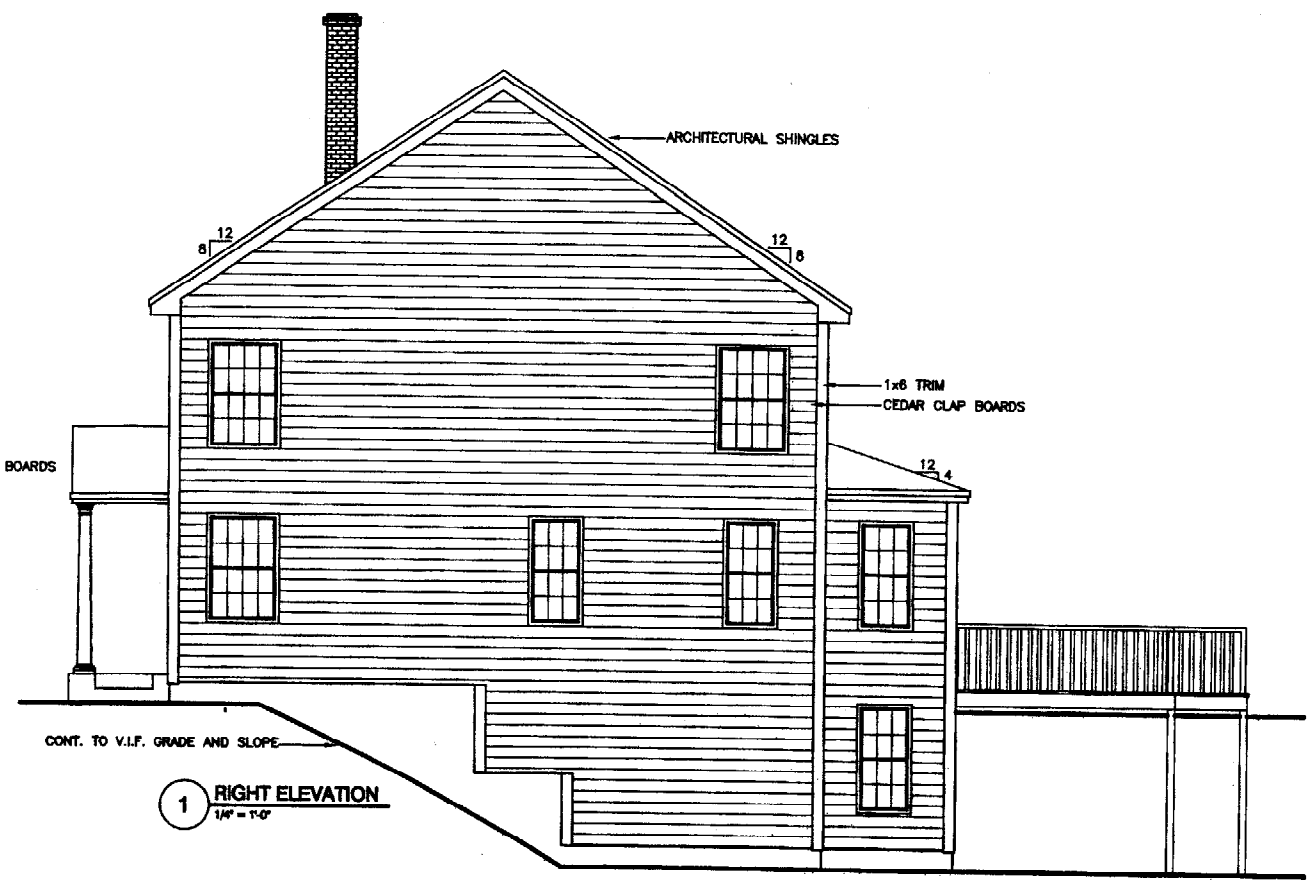 ARCHITECTURAL SHINGLES
12
8
12
8
1x6 TRIM
CEDAR CLAP BOARDS
BOARDS
12
4
CONT. TO V.I.F. GRADE AND SLOPE
1
RIGHT ELEVATION
1/4" = 1'-0"